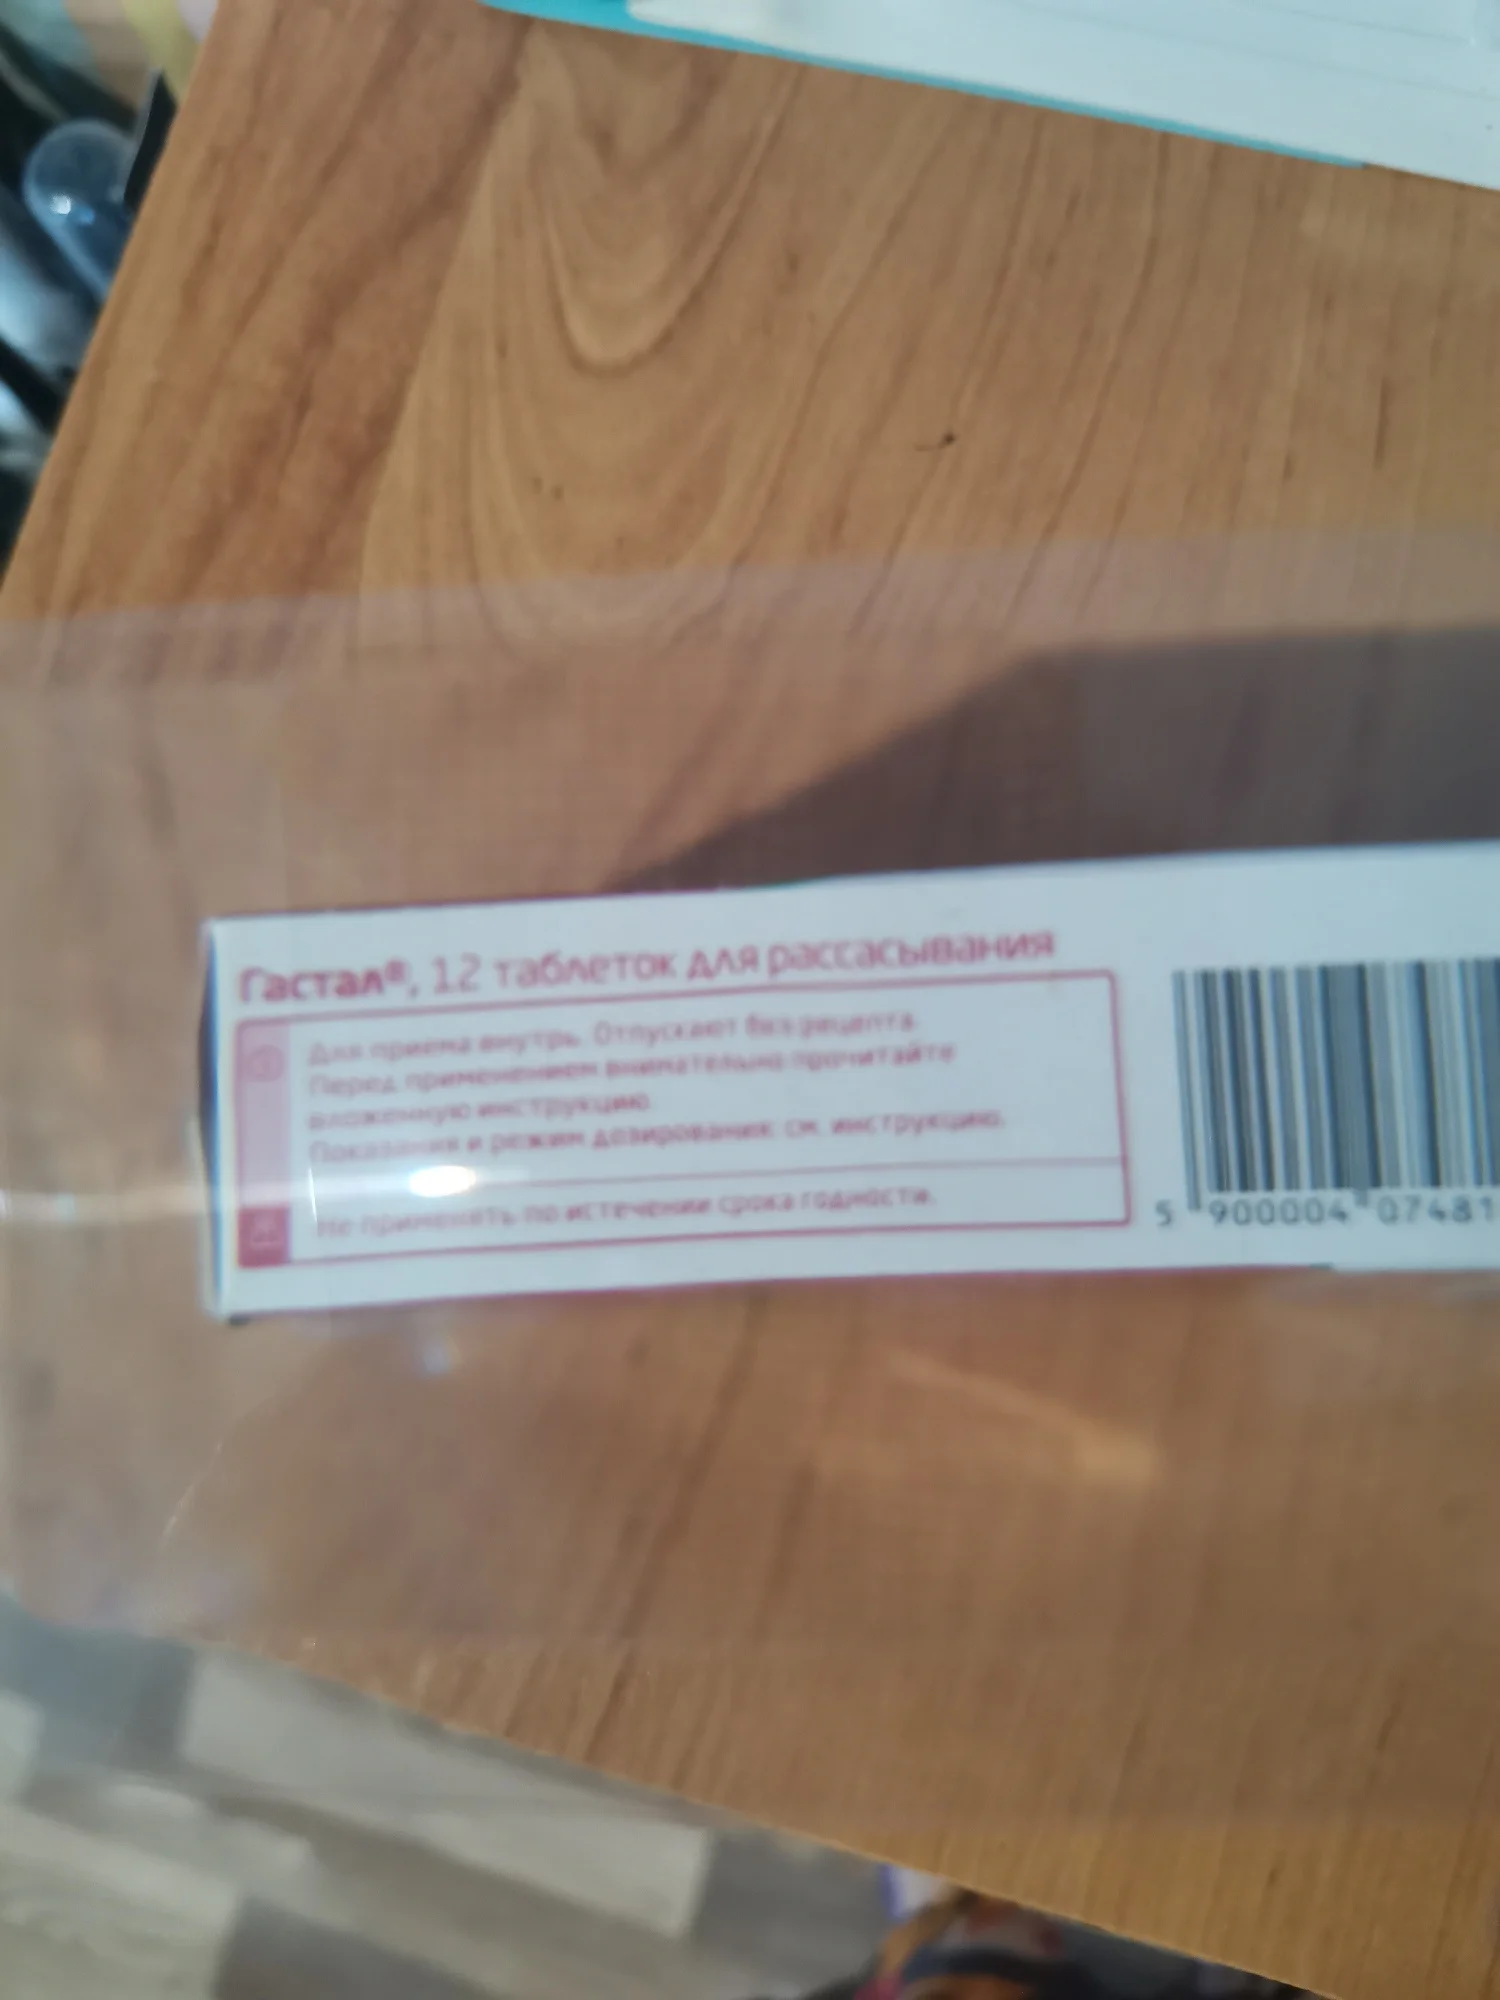 Гастал®, 12 таблеток для рассасывания
Для приема внутрь. Отпускают без рецепта.
Перед применением внимательно прочитайте
вложенную инструкцию.
Показания и режим дозирования: см. инструкцию.
Не применять по истечении срока годности.
5 900004 07481